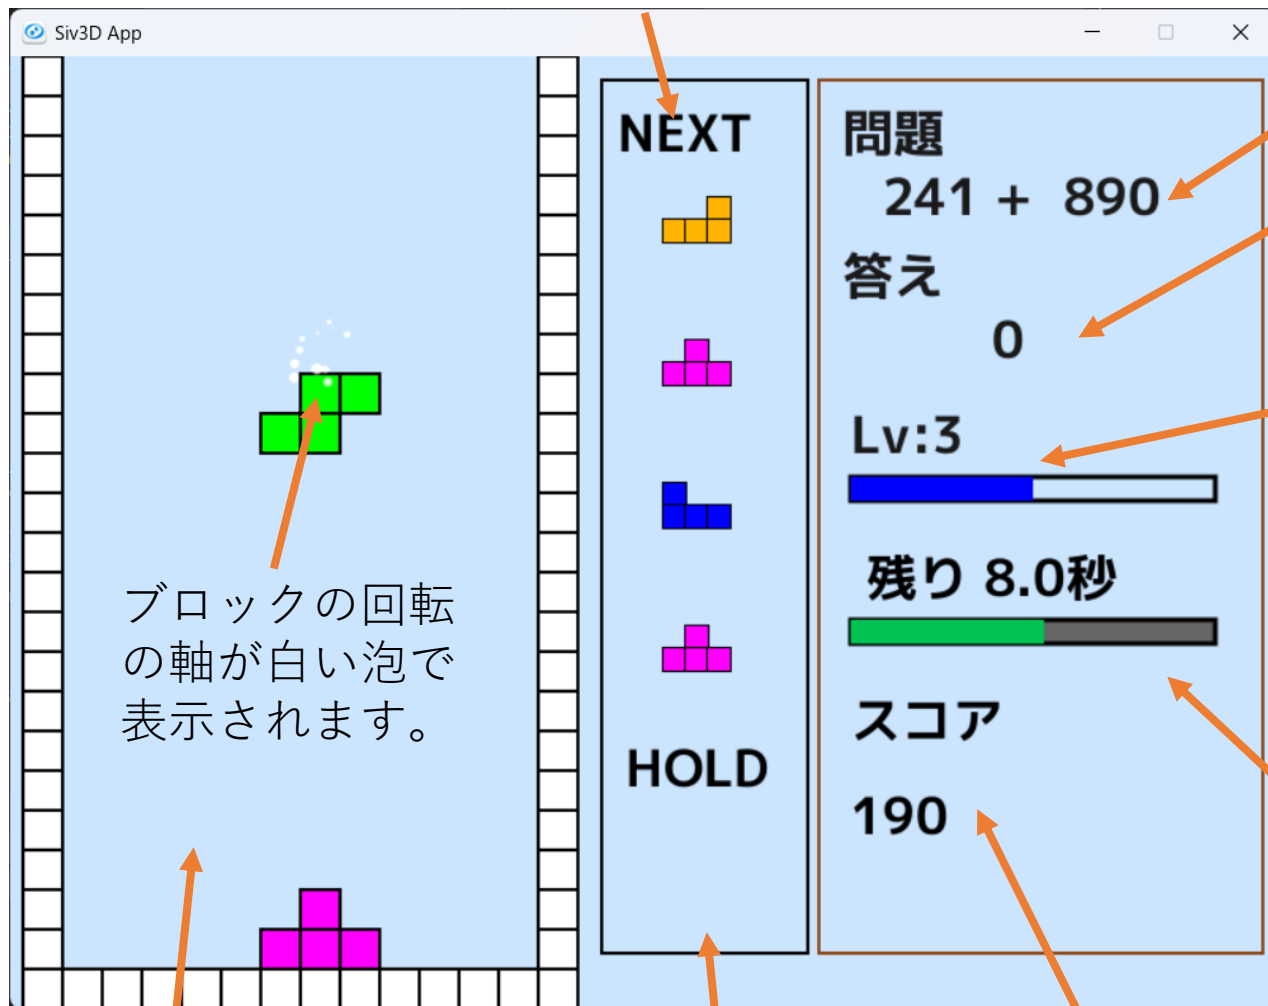 Siv3D App
NEXT
問題
241 + 890
答え
0
Lv:3
残り 8.0秒
ブロックの回転
の軸が白い泡で
表示されます。
スコア
HOLD
190